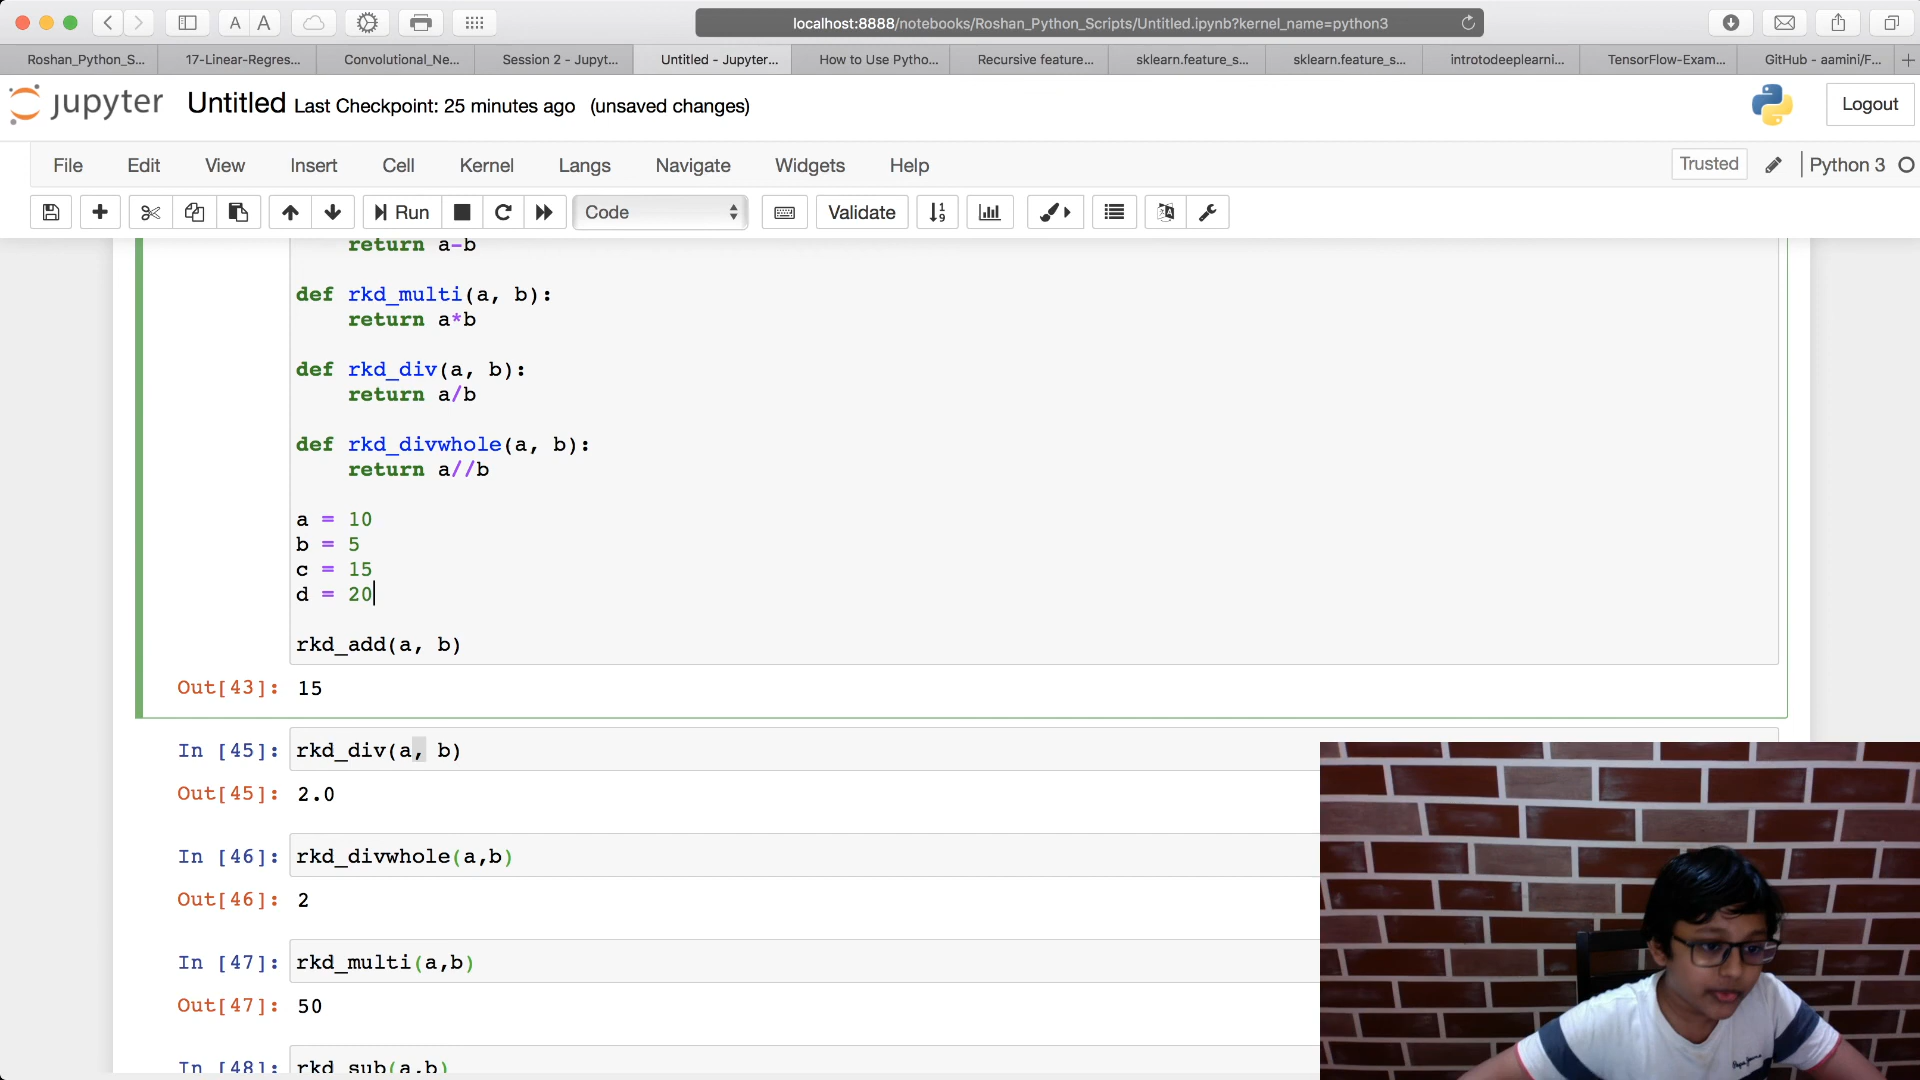 localhost:8888/notebooks/Roshan_Python_Scripts/Untitled.ipynb?kernel_name=python3
A A
Roshan_Python_S...
17-Linear-Regres...
Convolutional_Ne...
Session 2 - Jupyt...
Untitled - Jupyter...
How to Use Pytho...
Recursive feature...
sklearn.feature_s...
sklearn.feature_s...
introtodeeplearni...
TensorFlow-Exam...
GitHub - aamini/F...
jupyter Untitled Last Checkpoint: 25 minutes ago (unsaved changes)
Logout
File Edit View Insert Cell Kernel Langs Navigate Widgets Help
Trusted Python 3
Run Code Validate
return a-b
def rkd_multi(a, b):
return a*b
def rkd_div(a, b):
return a/b
def rkd_divwhole(a, b):
return a//b
a = 10
b = 5
c = 15
d = 20
rkd_add(a, b)
Out[43]: 15
In [45]: rkd_div(a, b)
Out[45]: 2.0
In [46]: rkd_divwhole(a,b)
Out[46]: 2
In [47]: rkd_multi(a,b)
Out[47]: 50
In [48]: rkd_sub(a,b)